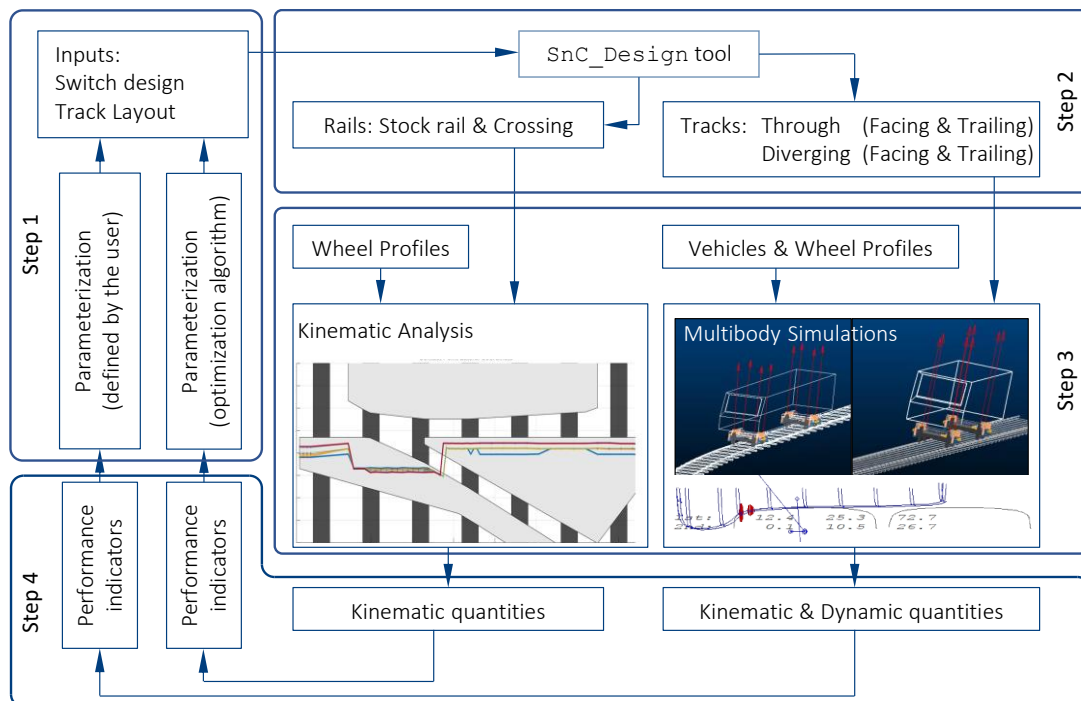 Inputs:
Switch design
Track Layout
SnC_Design tool
Rails: Stock rail & Crossing
Tracks: Through (Facing & Trailing)
Diverging (Facing & Trailing)
Step 2
Step 1
Parameterization
(defined by the user)
Parameterization
(optimization algorithm)
Wheel Profiles
Vehicles & Wheel Profiles
Kinematic Analysis
Multibody Simulations
Step 3
12.4 25.3 72.7
2nd: 0.1 10.5 26.7
Step 4
Performance
indicators
Performance
indicators
Kinematic quantities
Kinematic & Dynamic quantities